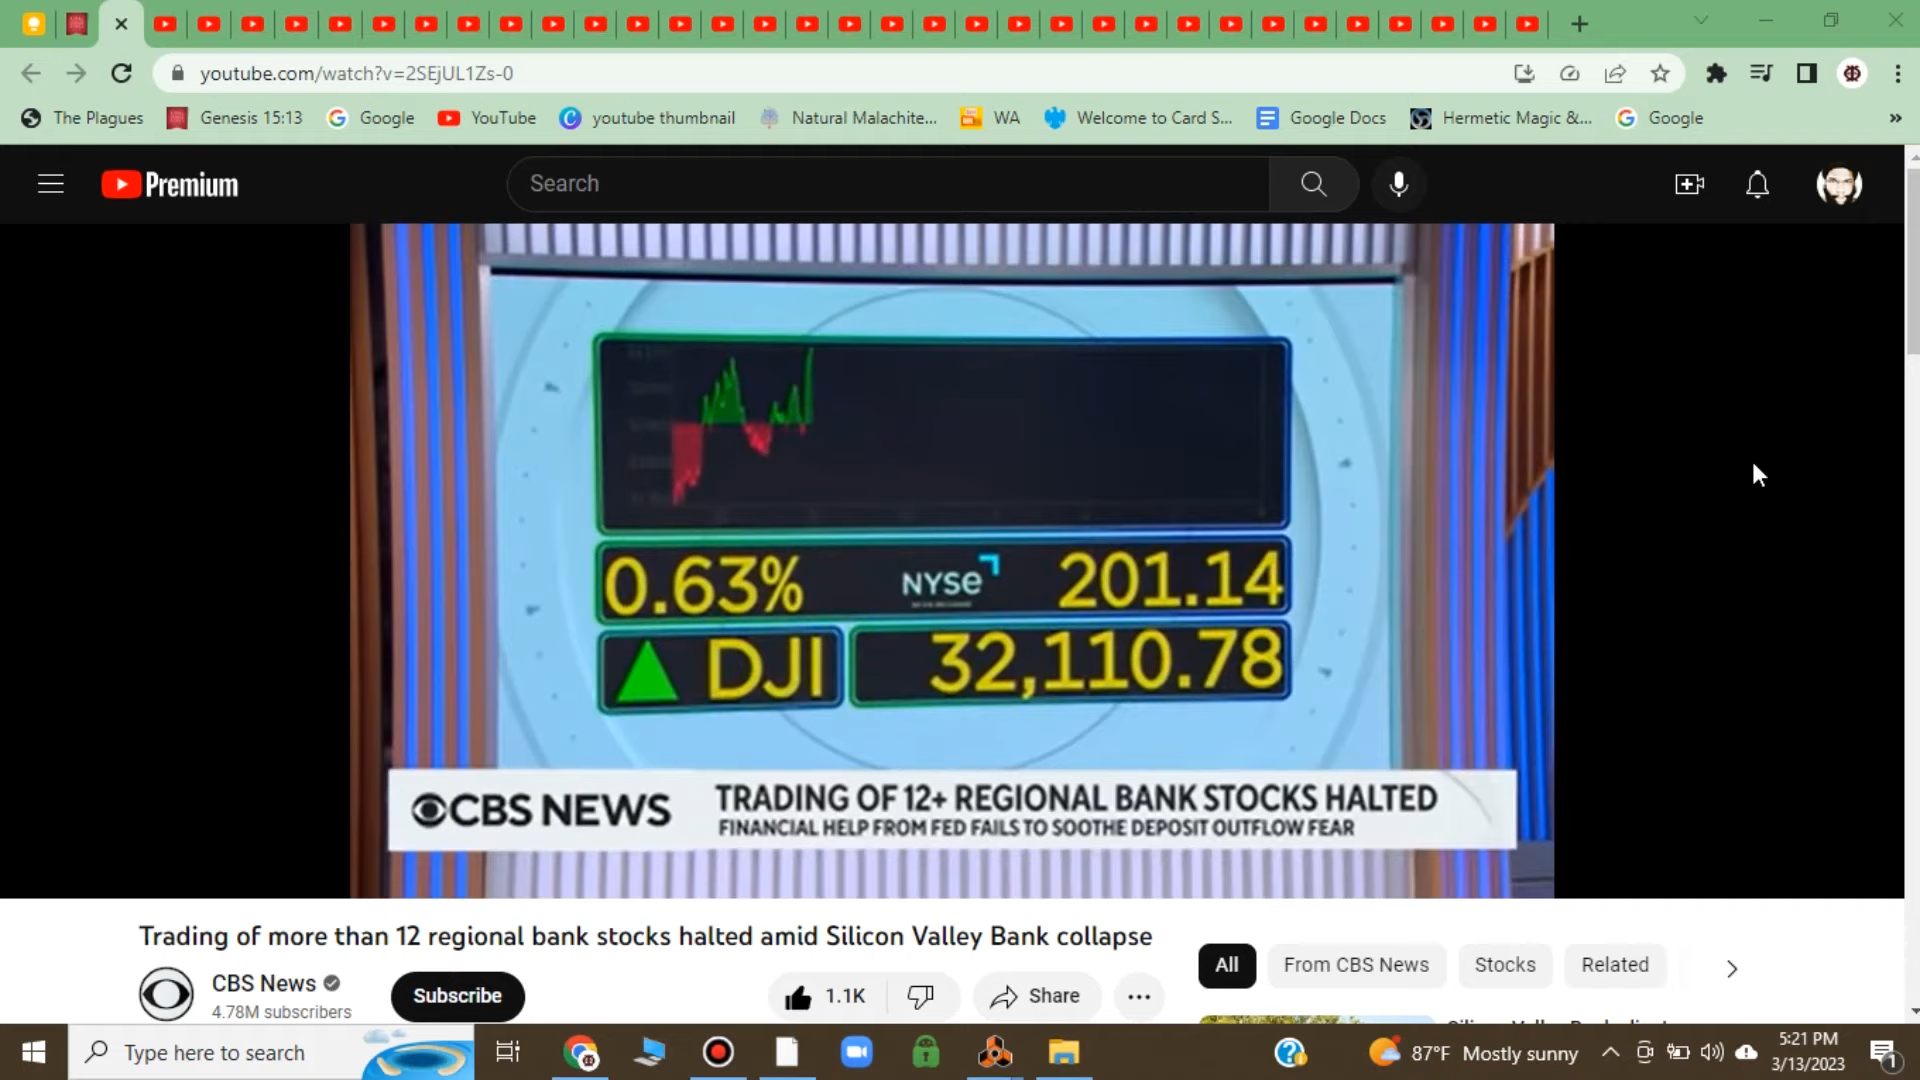 youtube.com/watch?v=2SEjUL1Zs-0
The Plagues
Genesis 15:13
Google
YouTube
youtube thumbnail
Natural Malachite...
WA
Welcome to Card S...
Google Docs
Hermetic Magic &...
Google
»
Premium
Search
0.63%
NYSE
201.14
DJI
32,110.78
CBS NEWS
TRADING OF 12+ REGIONAL BANK STOCKS HALTED
FINANCIAL HELP FROM FED FAILS TO SOOTHE DEPOSIT OUTFLOW FEAR
Trading of more than 12 regional bank stocks halted amid Silicon Valley Bank collapse
CBS News
4.78M subscribers
Subscribe
1.1K
Share
All
From CBS News
Stocks
Related
Type here to search
87°F Mostly sunny
5:21 PM
3/13/2023
1